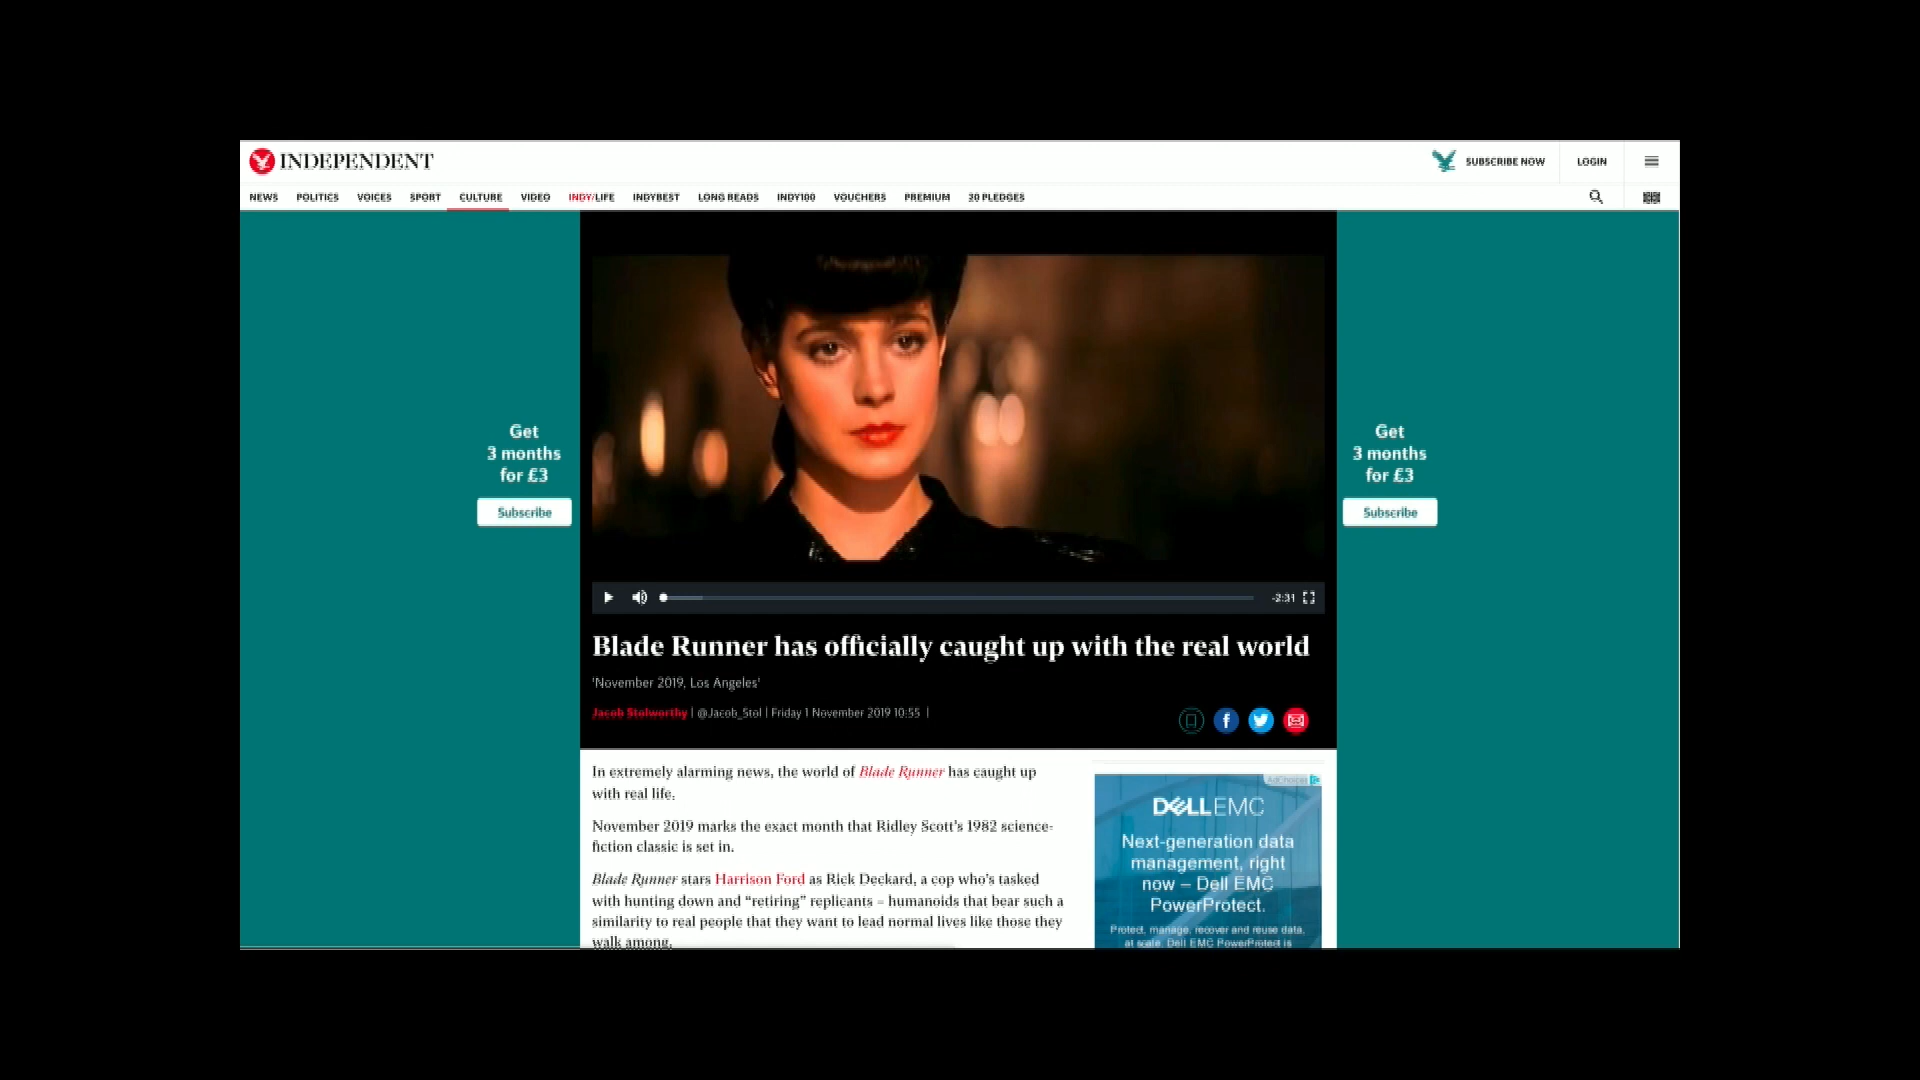 INDEPENDENT
SUBSCRIBE NOW
LOGIN
NEWS POLITICS VOICES SPORT CULTURE VIDEO INDY/LIFE INDYBEST LONG READS INDY100 VOUCHERS PREMIUM 20 PLEDGES
Get
3 months
for £3
Subscribe
Get
3 months
for £3
Subscribe
-2:31
Blade Runner has officially caught up with the real world
'November 2019, Los Angeles'
Jacob Stolworthy | @Jacob_Stol | Friday 1 November 2019 10:55 |
In extremely alarming news, the world of Blade Runner has caught up
with real life.
November 2019 marks the exact month that Ridley Scott's 1982 science-
fiction classic is set in.
Blade Runner stars Harrison Ford as Rick Deckard, a cop who's tasked
with hunting down and “retiring” replicants – humanoids that bear such a
similarity to real people that they want to lead normal lives like those they
walk among.
AdChoices
DELL EMC
Next-generation data
management, right
now – Dell EMC
PowerProtect.
Protect, manage, recover and reuse data,
at scale. Dell EMC PowerProtect is